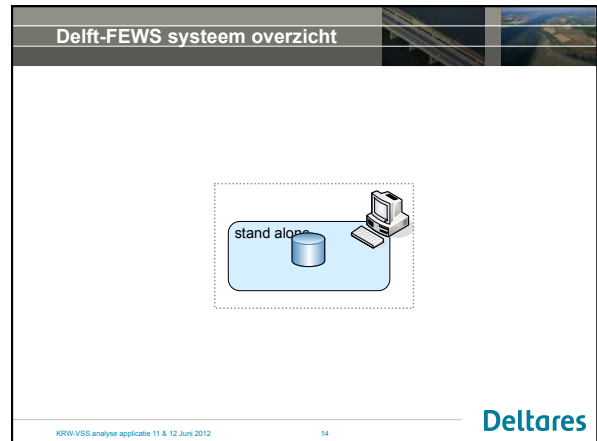 Delft-FEWS systeem overzicht
stand alone
KRW-VSS analyse applicatie 11 & 12 Juni 2012
14
Deltares